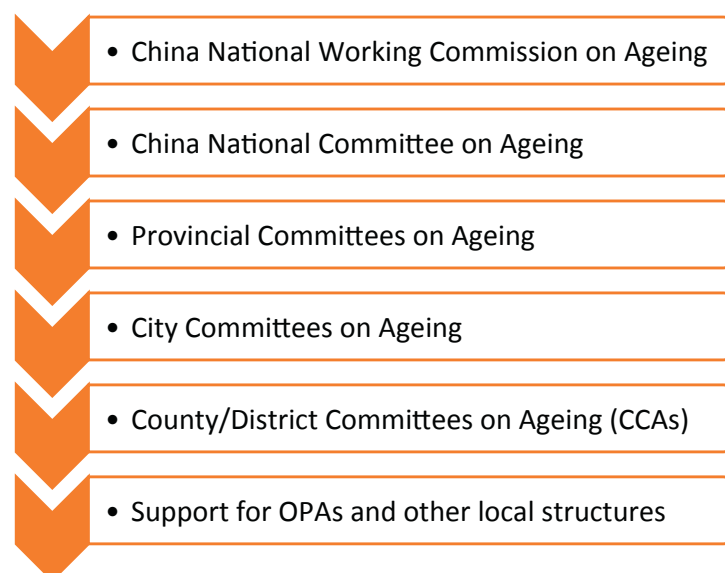 • China National Working Commission on Ageing
• China National Committee on Ageing
• Provincial Committees on Ageing
• City Committees on Ageing
• County/District Committees on Ageing (CCAs)
• Support for OPAs and other local structures